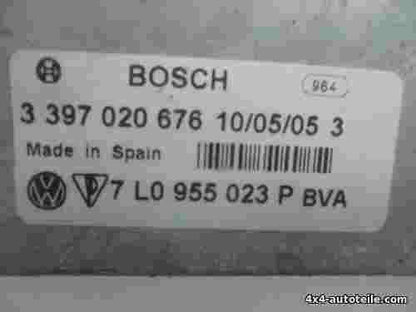 BOSCH 964
3 397 020 676 10/05/05 3
Made in Spain
7 L0 955 023 P BVA
4x4-autoteile.com